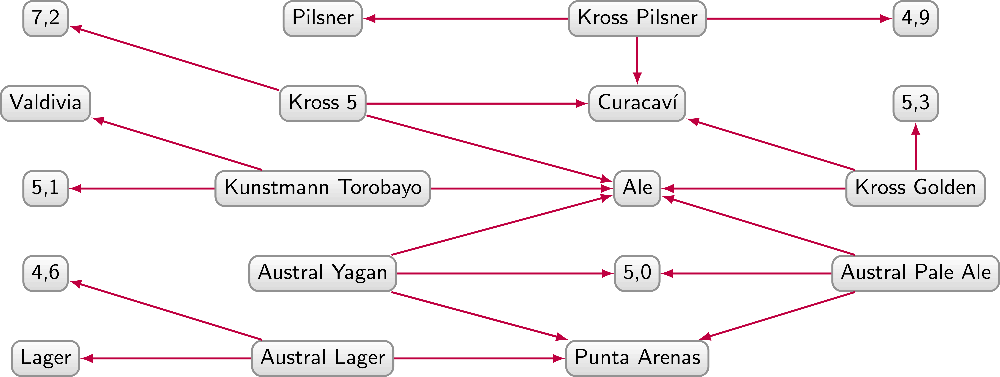 7,2
Pilsner
Kross Pilsner
4,9
Valdivia
Kross 5
Curacaví
5,3
5,1
Kunstmann Torobayo
Ale
Kross Golden
4,6
Austral Yagan
5,0
Austral Pale Ale
Lager
Austral Lager
Punta Arenas